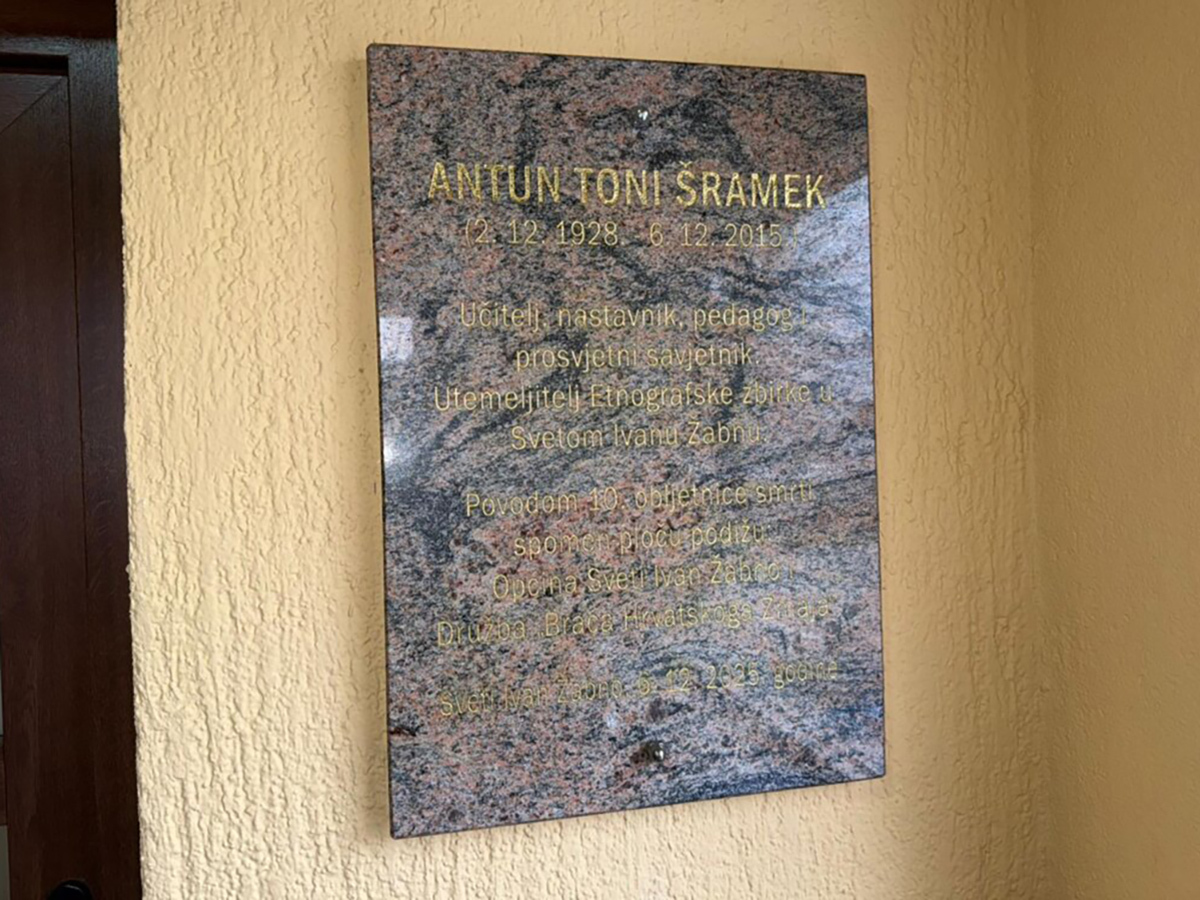 ANTUN TONI ŠRAMEK
(2. 12. 1928. - 6. 12. 2015.)
Učitelj, nastavnik, pedagog i
prosvjetni savjetnik.
Utemeljitelj Etnografske zbirke u
Svetom Ivanu Žabnu.
Povodom 10. obljetnice smrti
spomen ploču podižu:
Općina Sveti Ivan Žabno i
Družba "Braća Hrvatskoga Zmaja"
Sveti Ivan Žabno, 6. 12. 2025. godine